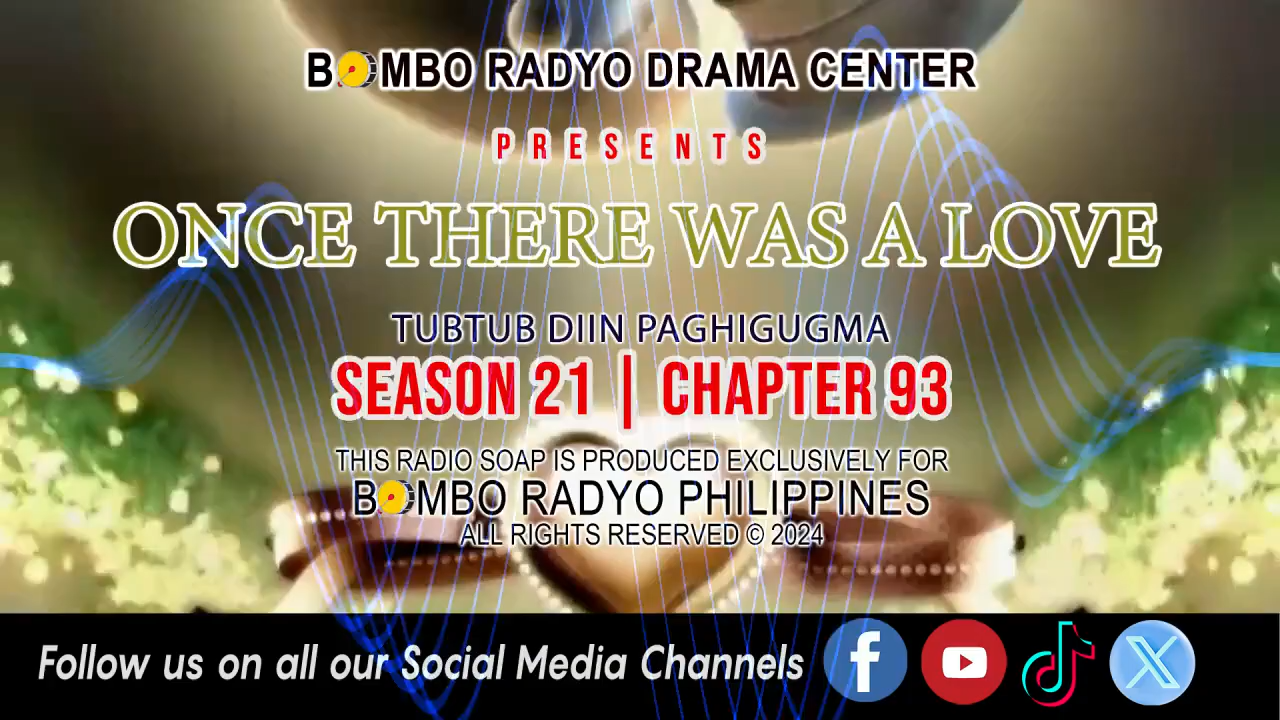 BOMBO RADYO DRAMA CENTER
PRESENTS
ONCE THERE WAS A LOVE
TUBTUB DIIN PAGHIGUGMA
SEASON 21 | CHAPTER 93
THIS RADIO SOAP IS PRODUCED EXCLUSIVELY FOR
BOMBO RADYO PHILIPPINES
ALL RIGHTS RESERVED © 2024
Follow us on all our Social Media Channels